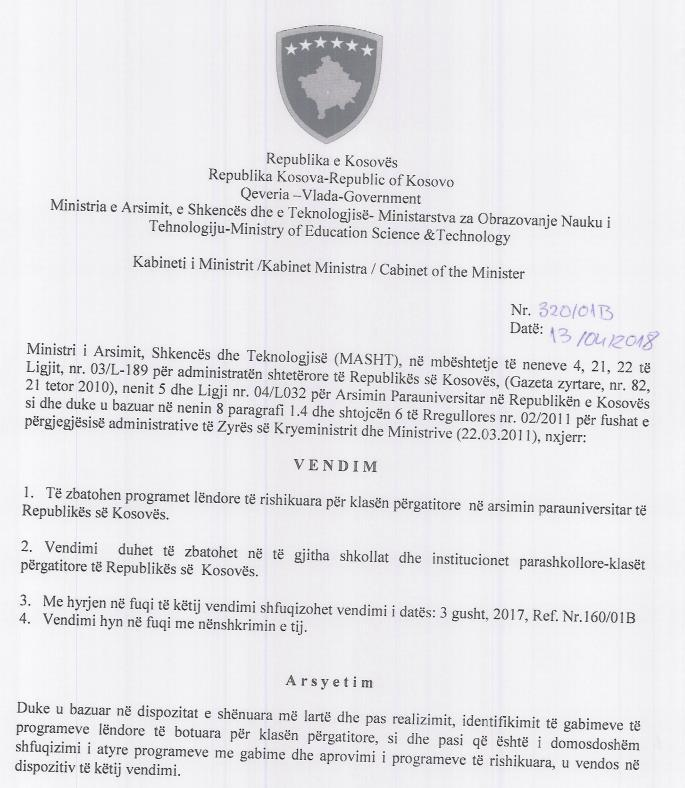 Republika e Kosovës
Republika Kosova-Republic of Kosovo
Qeveria –Vlada-Government
Ministria e Arsimit, e Shkencës dhe e Teknologjisë- Ministarstva za Obrazovanje Nauku i
Tehnologiju-Ministry of Education Science &Technology
Kabineti i Ministrit /Kabinet Ministra / Cabinet of the Minister
Nr. 320/01B
Datë: 13/04/2018
Ministri i Arsimit, Shkencës dhe Teknologjisë (MASHT), në mbështetje të neneve 4, 21, 22 të
Ligjit, nr. 03/L-189 për administratën shtetërore të Republikës së Kosovës, (Gazeta zyrtare, nr. 82,
21 tetor 2010), nenit 5 dhe Ligji nr. 04/L032 për Arsimin Parauniversitar në Republikën e Kosovës
si dhe duke u bazuar në nenin 8 paragrafi 1.4 dhe shtojcën 6 të Rregullores nr. 02/2011 për fushat e
përgjegjësisë administrative të Zyrës së Kryeministrit dhe Ministrive (22.03.2011), nxjerr:
V E N D I M
1. Të zbatohen programet lëndore të rishikuara për klasën përgatitore në arsimin parauniversitar të
Republikës së Kosovës.
2. Vendimi duhet të zbatohet në të gjitha shkollat dhe institucionet parashkollore-klasët
përgatitore të Republikës së Kosovës.
3. Me hyrjen në fuqi të këtij vendimi shfuqizohet vendimi i datës: 3 gusht, 2017, Ref. Nr.160/01B
4. Vendimi hyn në fuqi me nënshkrimin e tij.
A r s y e t i m
Duke u bazuar në dispozitat e shënuara më lartë dhe pas realizimit, identifikimit të gabimeve të
programeve lëndore të botuara për klasën përgatitore, si dhe pasi që është i domosdoshëm
shfuqizimi i atyre programeve me gabime dhe aprovimi i programeve të rishikuara, u vendos në
dispozitiv të këtij vendimi.